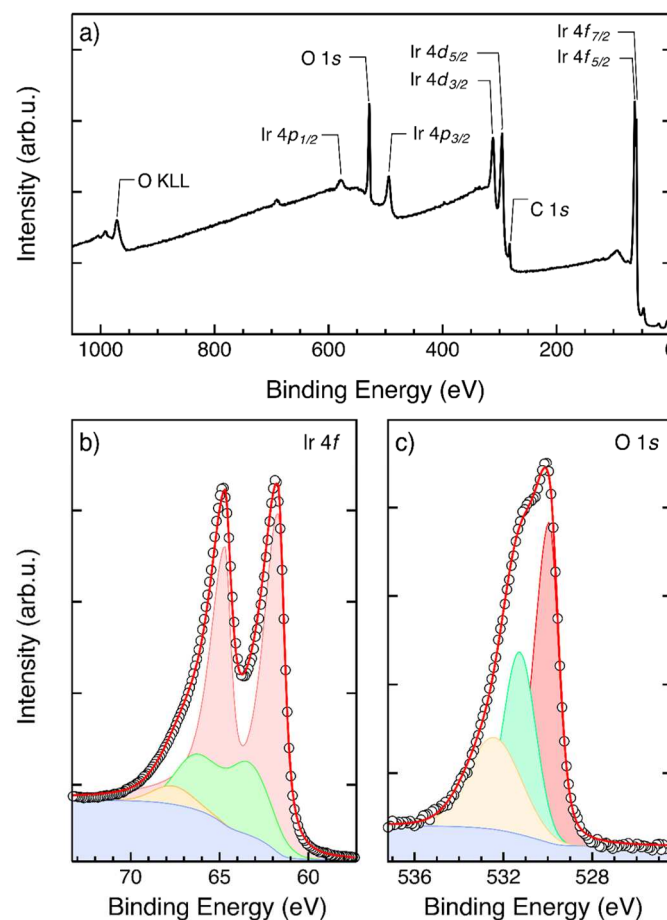 a)
Ir 4f7/2
Ir 4f5/2
Ir 4d5/2
Ir 4d3/2
O 1s
Ir 4p1/2
Ir 4p3/2
O KLL
C 1s
Intensity (arb.u.)
1000 800 600 400 200 0
Binding Energy (eV)
b) Ir 4f
c) O 1s
Intensity (arb.u.)
70 65 60
536 532 528
Binding Energy (eV)
Binding Energy (eV)